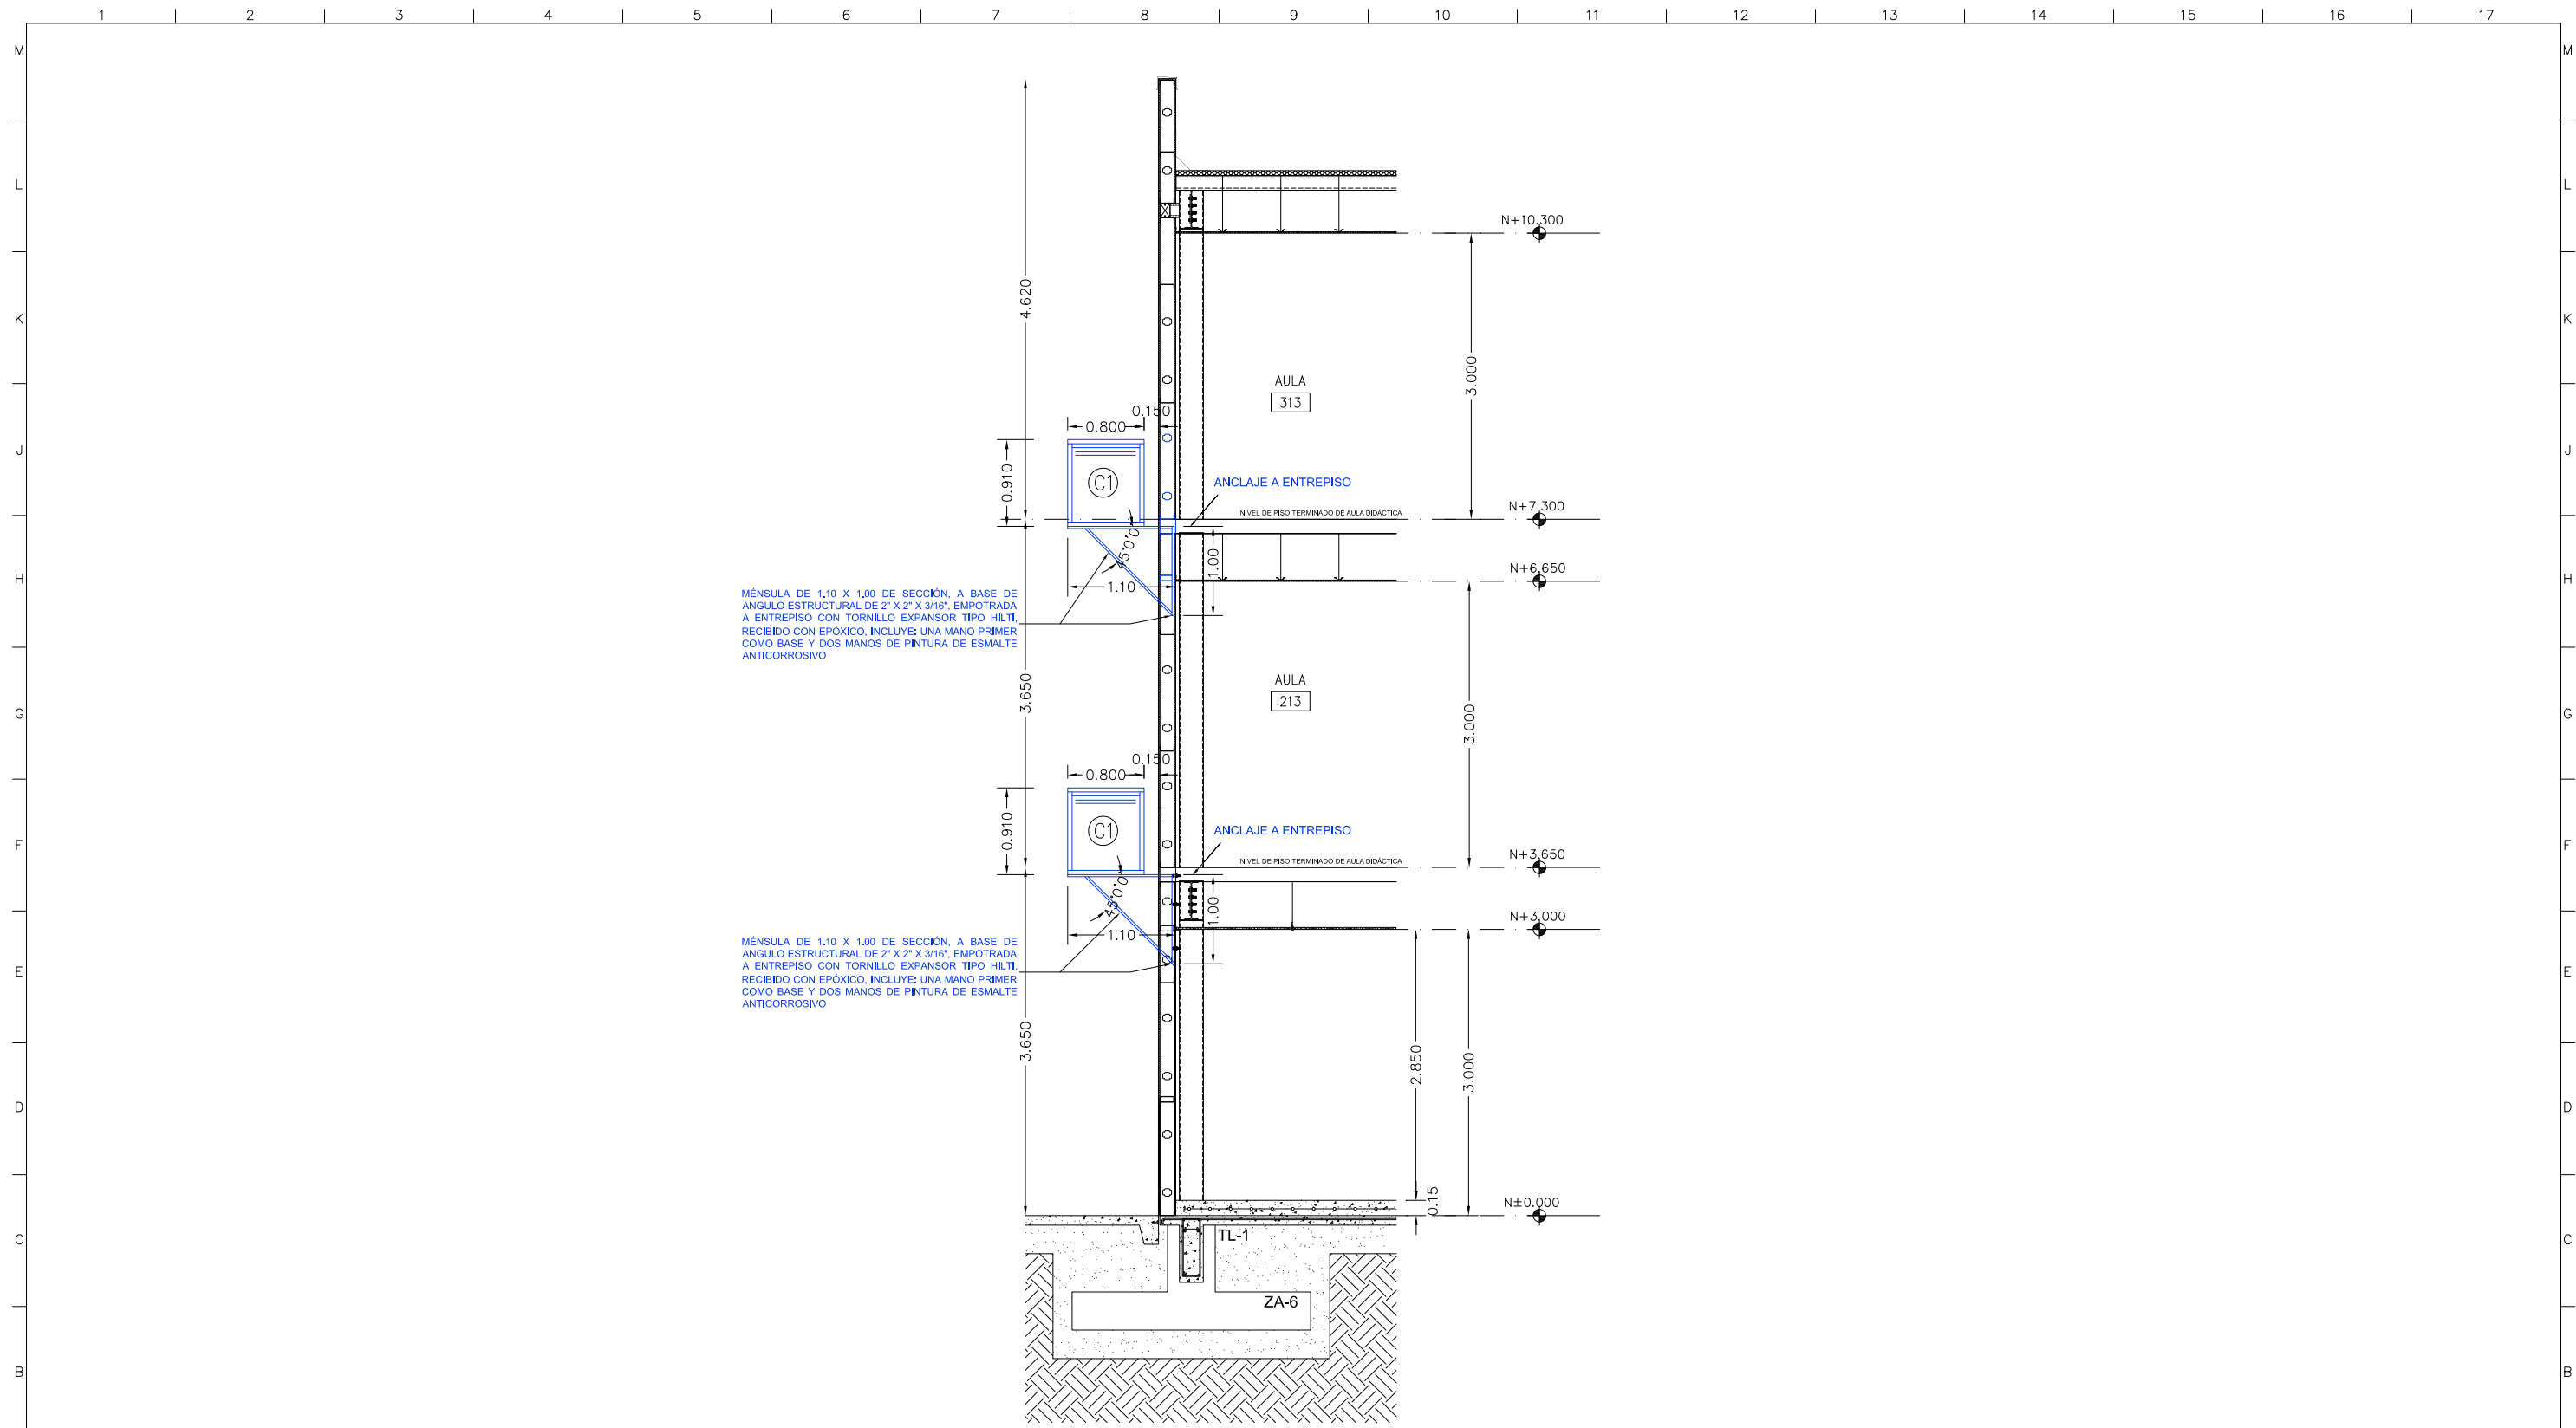 1 2 3 4 5 6 7 8 9 10 11 12 13 14 15 16 17
M M
L L
N+10.300
4.620
K K
3.000
AULA
313
0.150
0.800
J J
0.910
C1
ANCLAJE A ENTREPISO
N+7.300
NIVEL DE PISO TERMINADO DE AULA DIDÁCTICA
45°0'0"
1.00
N+6.650
H H
1.10
MÉNSULA DE 1.10 X 1.00 DE SECCIÓN, A BASE DE
ANGULO ESTRUCTURAL DE 2" X 2" X 3/16", EMPOTRADA
A ENTREPISO CON TORNILLO EXPANSOR TIPO HILTI,
RECIBIDO CON EPÓXICO, INCLUYE: UNA MANO PRIMER
COMO BASE Y DOS MANOS DE PINTURA DE ESMALTE
ANTICORROSIVO
3.650
AULA
213
G G
3.000
0.150
0.800
0.910
C1
ANCLAJE A ENTREPISO
F F
N+3.650
NIVEL DE PISO TERMINADO DE AULA DIDÁCTICA
45°0'0"
1.00
N+3.000
1.10
MÉNSULA DE 1.10 X 1.00 DE SECCIÓN, A BASE DE
ANGULO ESTRUCTURAL DE 2" X 2" X 3/16", EMPOTRADA
A ENTREPISO CON TORNILLO EXPANSOR TIPO HILTI,
RECIBIDO CON EPÓXICO, INCLUYE: UNA MANO PRIMER
COMO BASE Y DOS MANOS DE PINTURA DE ESMALTE
ANTICORROSIVO
E E
3.650
2.850
3.000
D D
0.15
N±0.000
C C
TL-1
ZA-6
B B